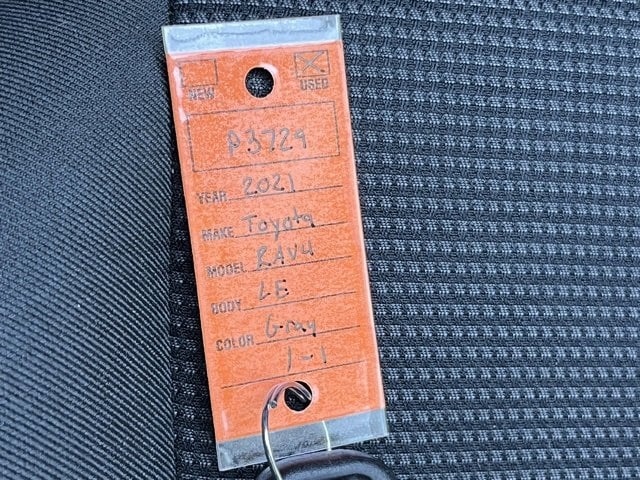 NEW USED
P3729
YEAR 2021
MAKE Toyota
MODEL RAV4
BODY LE
COLOR Gray
1-1